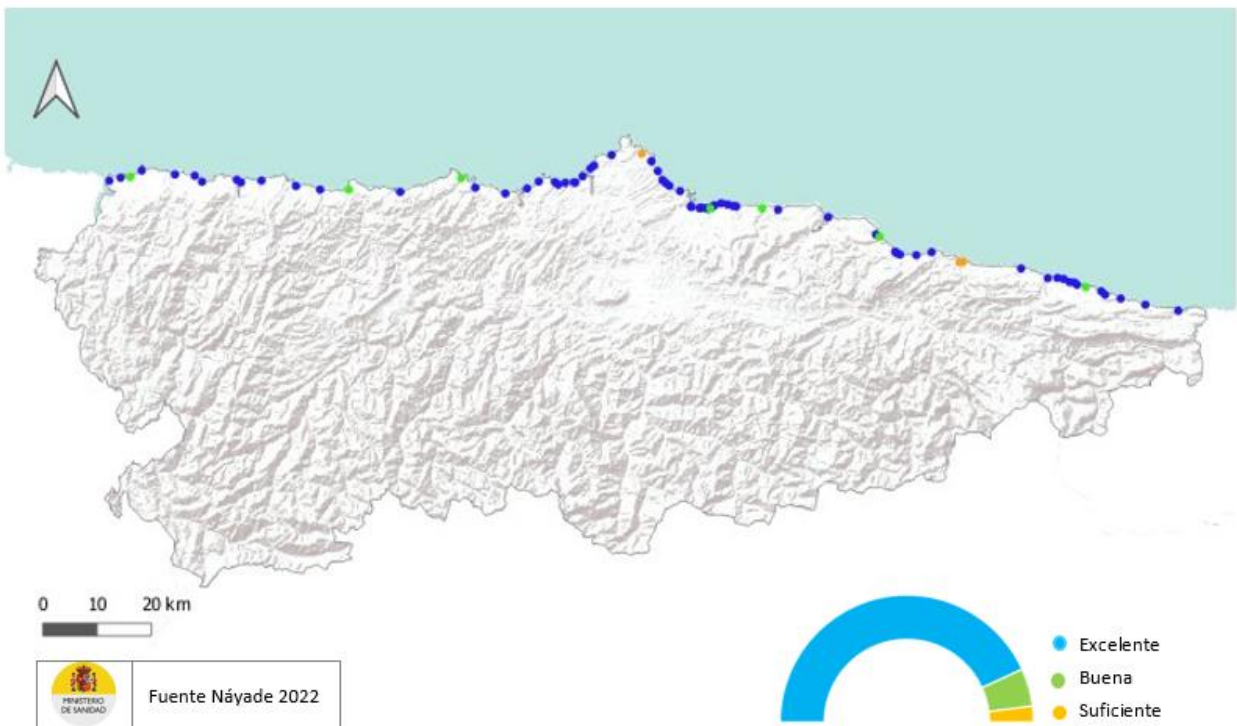 0 10 20 km
MINISTERIO
DE SANIDAD
Fuente Náyade 2022
Excelente
Buena
Suficiente